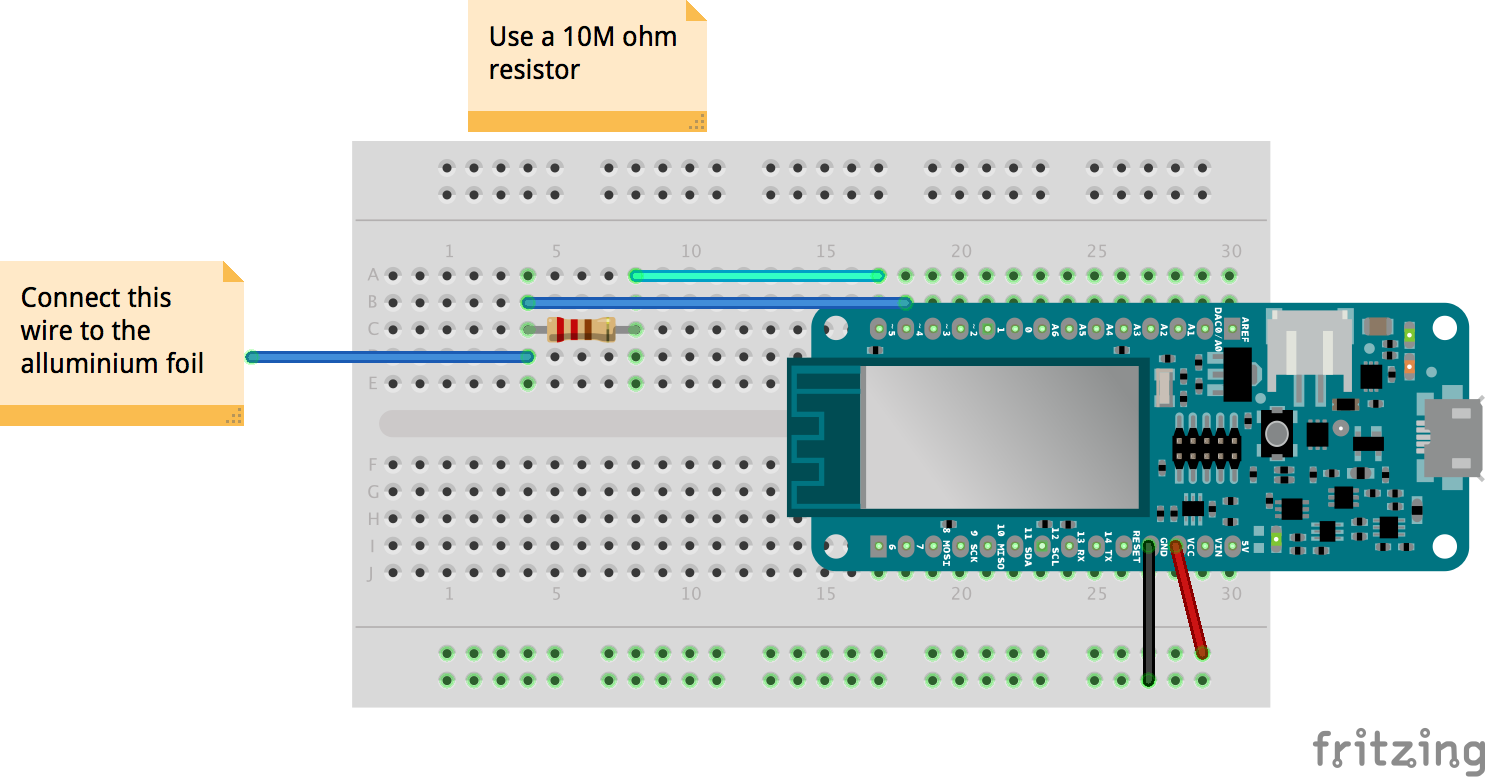 Use a 10M ohm
resistor
Connect this
wire to the
alluminium foil
1 5 10 15 20 25 30
A
B
C
E
F
G
H
I
J
~5 ~4 ~3 ~2 1 0 A6 A5 A4 A3 A2 A1 DAC0/A0 AREF
6 7 8 MOSI 9 SCK 10 MISO 11 SDA 12 SCL 13 RX 14 TX RESET GND VCC VIN 5V
1 5 10 15 20 25 30
fritzing